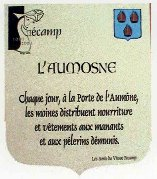 Fécamp
L'AUMOSNE
Chaque jour, à la Porte de l'Aumône,
les moines distribuent nourriture
et vêtements aux manants
et aux pélerins démunis.
Les Amis du Vieux Fécamp